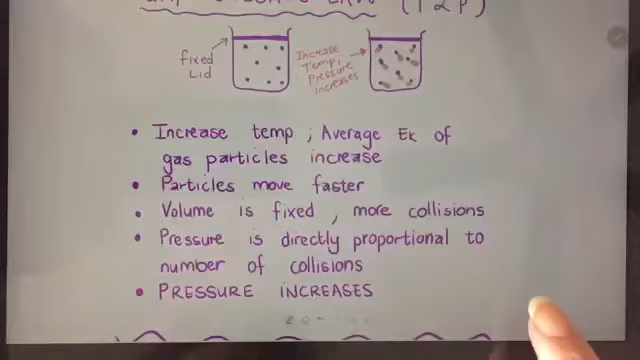 (T α P)
fixed
Lid
Increase
Temp,
Pressure
increases
• Increase temp ; Average Ek of
gas particles increase
• Particles move faster
• Volume is fixed , more collisions
• Pressure is directly proportional to
number of collisions
• PRESSURE INCREASES